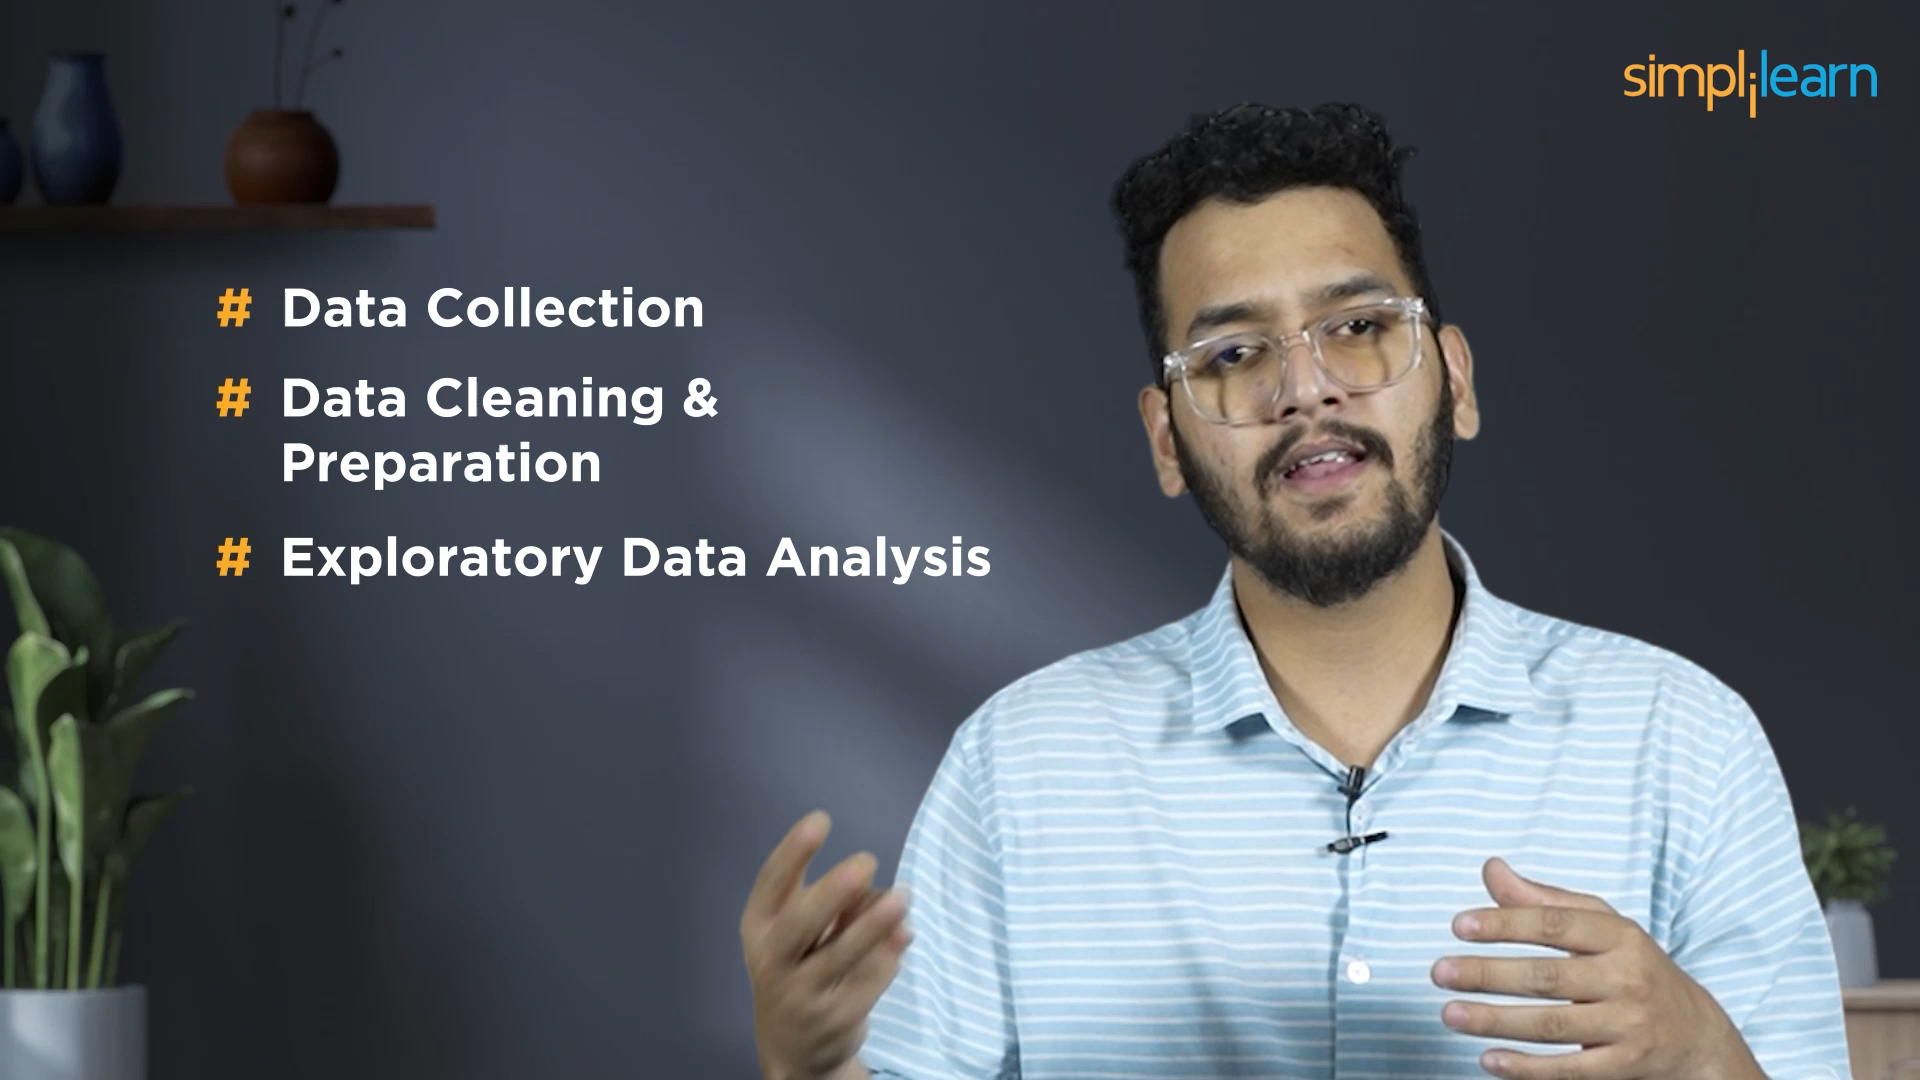 simplilearn
# Data Collection
# Data Cleaning &
Preparation
# Exploratory Data Analysis